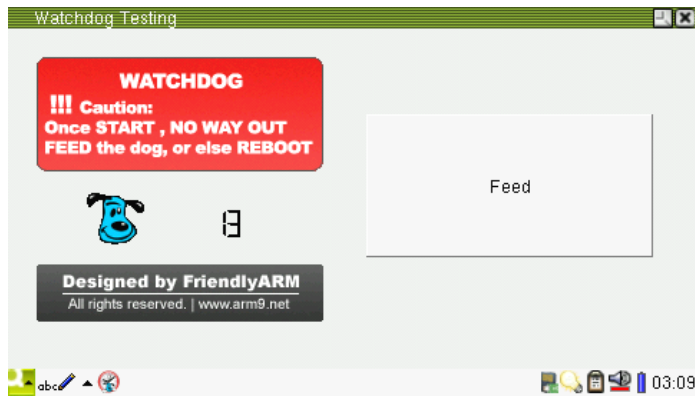 Watchdog Testing
WATCHDOG
!!! Caution:
Once START , NO WAY OUT
FEED the dog, or else REBOOT
Feed
13
Designed by FriendlyARM
All rights reserved. | www.arm9.net
abc
03:09